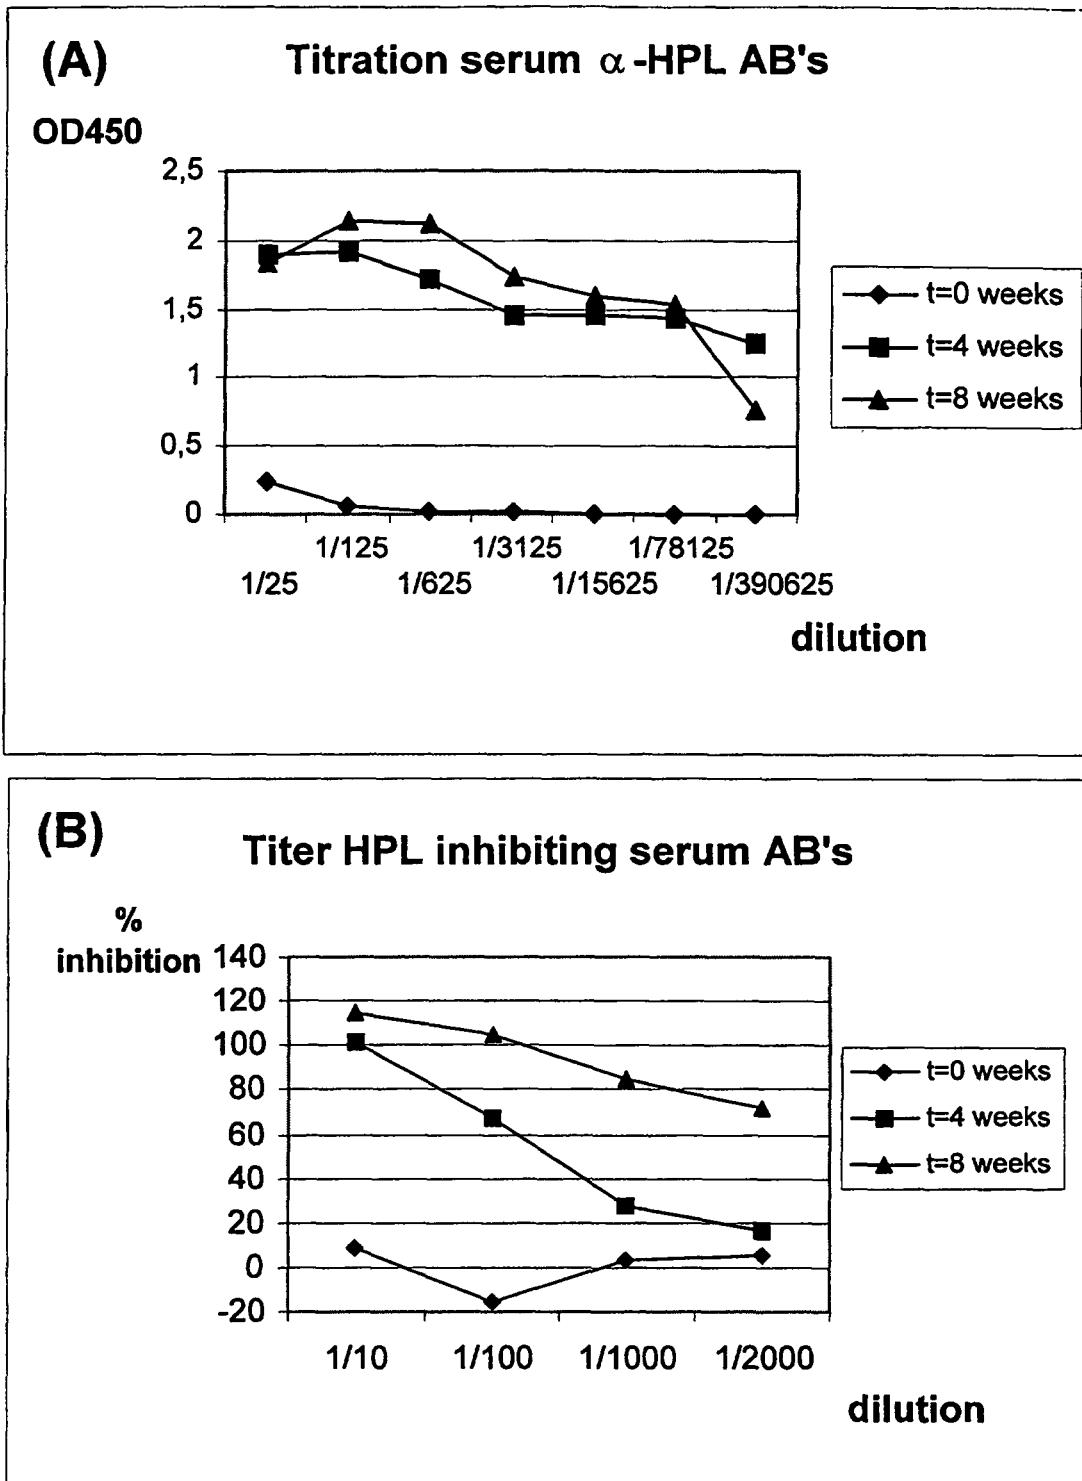 (A)
Titration serum α-HPL AB's
OD450
2,5
2
1,5
1
0,5
0
1/125 1/3125 1/78125
1/25 1/625 1/15625 1/390625
dilution
t=0 weeks
t=4 weeks
t=8 weeks
(B)
Titer HPL inhibiting serum AB's
%
inhibition
140
120
100
80
60
40
20
0
-20
1/10 1/100 1/1000 1/2000
dilution
t=0 weeks
t=4 weeks
t=8 weeks